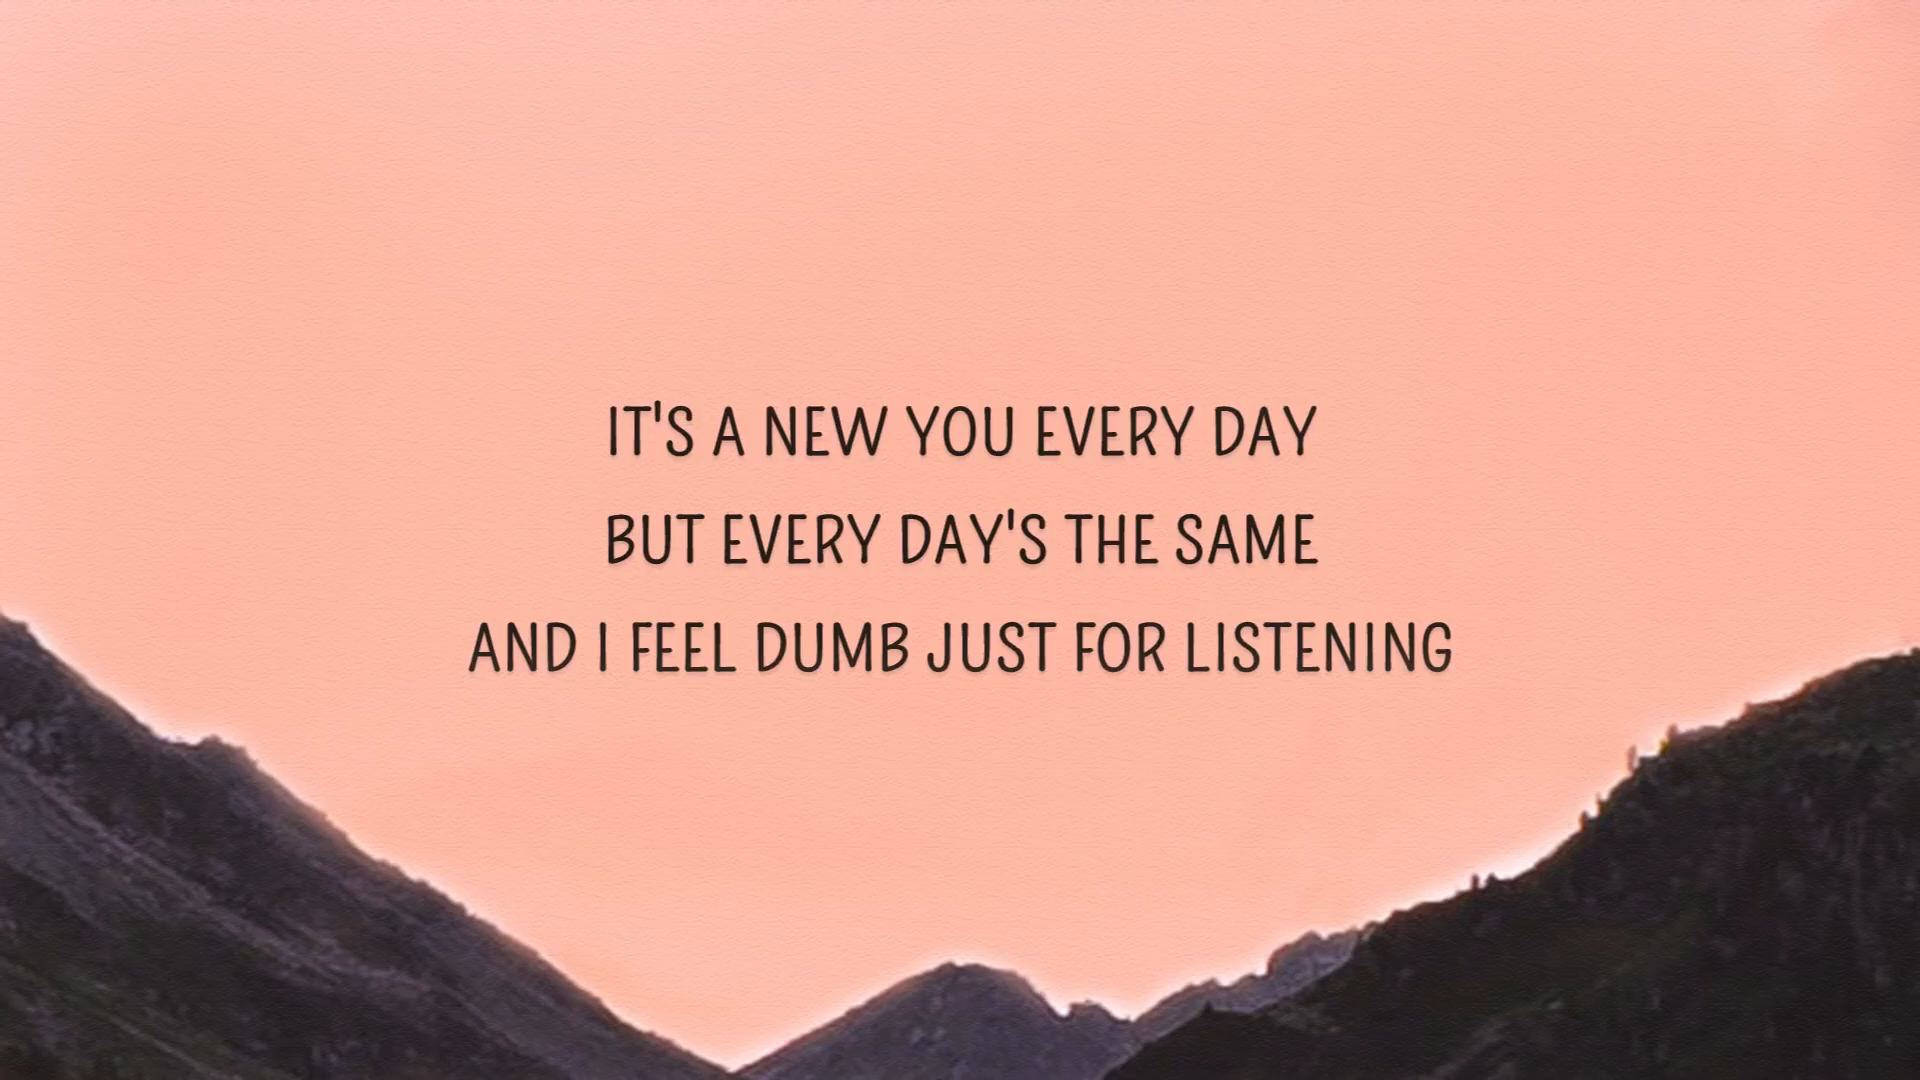 IT'S A NEW YOU EVERY DAY
BUT EVERY DAY'S THE SAME
AND I FEEL DUMB JUST FOR LISTENING